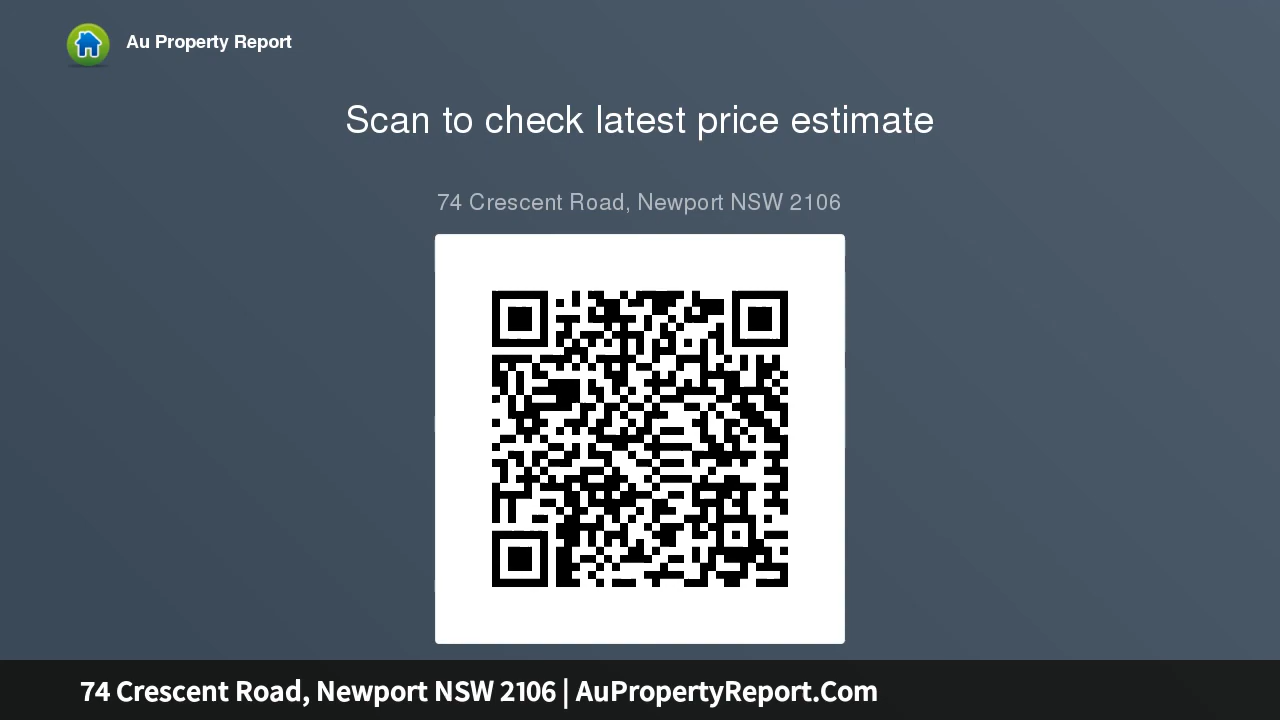 Au Property Report
Scan to check latest price estimate
74 Crescent Road, Newport NSW 2106
74 Crescent Road, Newport NSW 2106 | AuPropertyReport.Com